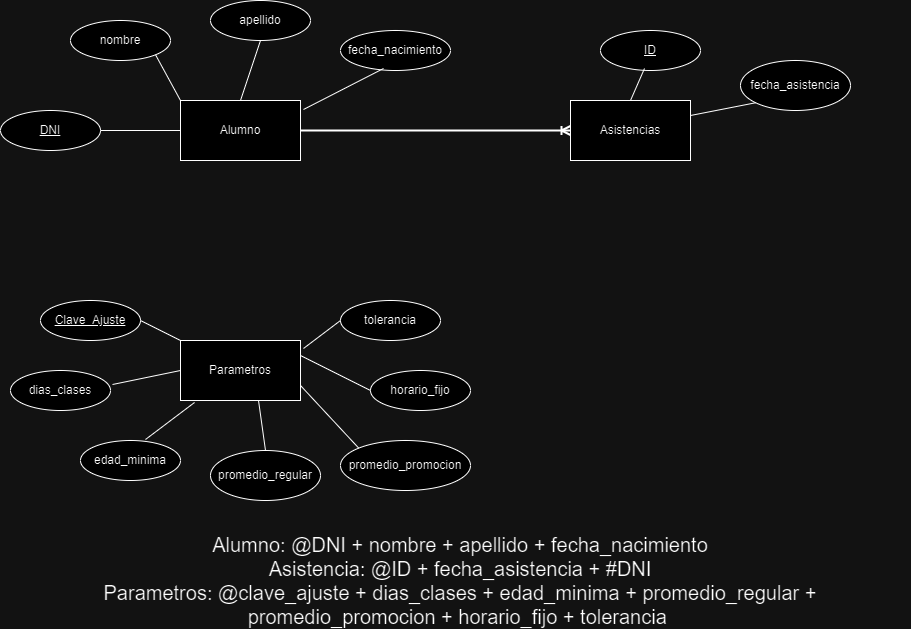 apellido
nombre
fecha_nacimiento
ID
fecha_asistencia
DNI
Alumno
Asistencias
Clave_Ajuste
tolerancia
Parametros
dias_clases
horario_fijo
edad_minima
promedio_regular
promedio_promocion
Alumno: @DNI + nombre + apellido + fecha_nacimiento
Asistencia: @ID + fecha_asistencia + #DNI
Parametros: @clave_ajuste + dias_clases + edad_minima + promedio_regular +
promedio_promocion + horario_fijo + tolerancia